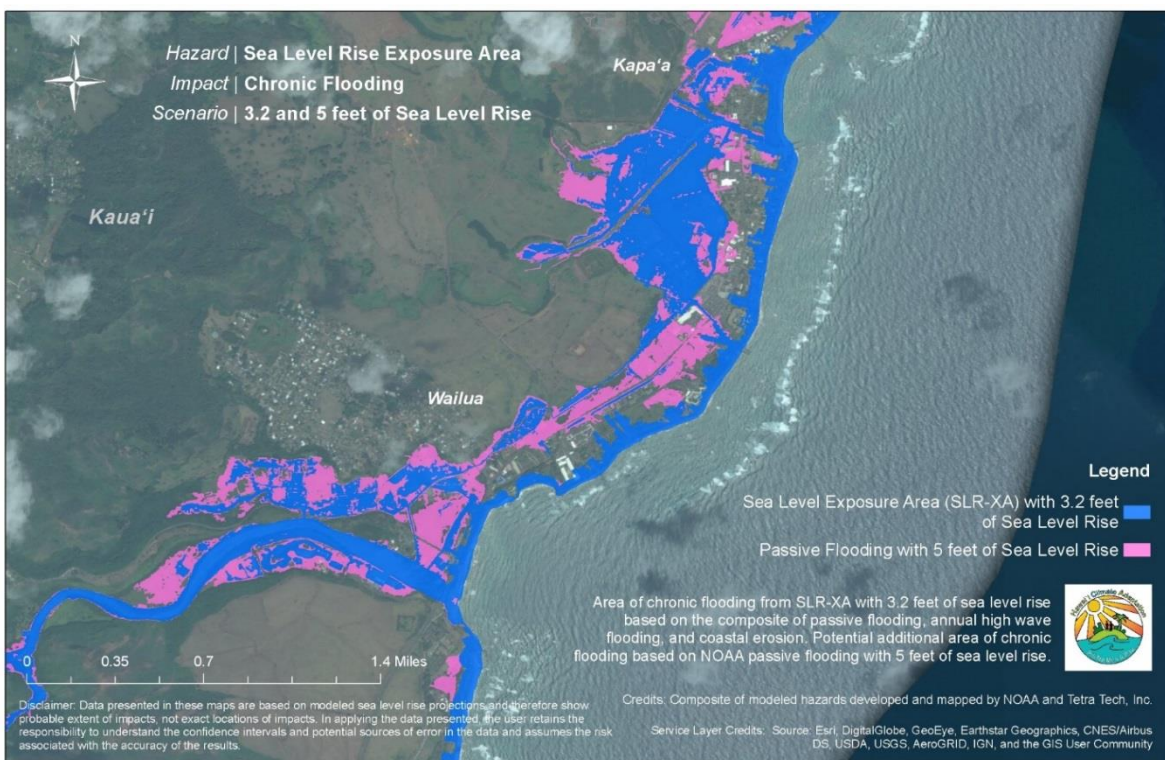 N
Hazard | Sea Level Rise Exposure Area
Impact | Chronic Flooding
Scenario | 3.2 and 5 feet of Sea Level Rise
Kapaʻa
Kauaʻi
Wailua
Legend
Sea Level Exposure Area (SLR-XA) with 3.2 feet
of Sea Level Rise
Passive Flooding with 5 feet of Sea Level Rise
Area of chronic flooding from SLR-XA with 3.2 feet of sea level rise
based on the composite of passive flooding, annual high wave
flooding, and coastal erosion. Potential additional area of chronic
flooding based on NOAA passive flooding with 5 feet of sea level rise.
Hawaiʻi Climate Adaptation
0 0.35 0.7 1.4 Miles
Disclaimer: Data presented in these maps are based on modeled sea level rise projections, and therefore show
probable extent of impacts, not exact locations of impacts. In applying the data presented, the user retains the
responsibility to understand the confidence intervals and potential sources of error in the data and assumes the risk
associated with the accuracy of the results.
Credits: Composite of modeled hazards developed and mapped by NOAA and Tetra Tech, Inc.
Service Layer Credits: Source: Esri, DigitalGlobe, GeoEye, Earthstar Geographics, CNES/Airbus
DS, USDA, USGS, AeroGRID, IGN, and the GIS User Community